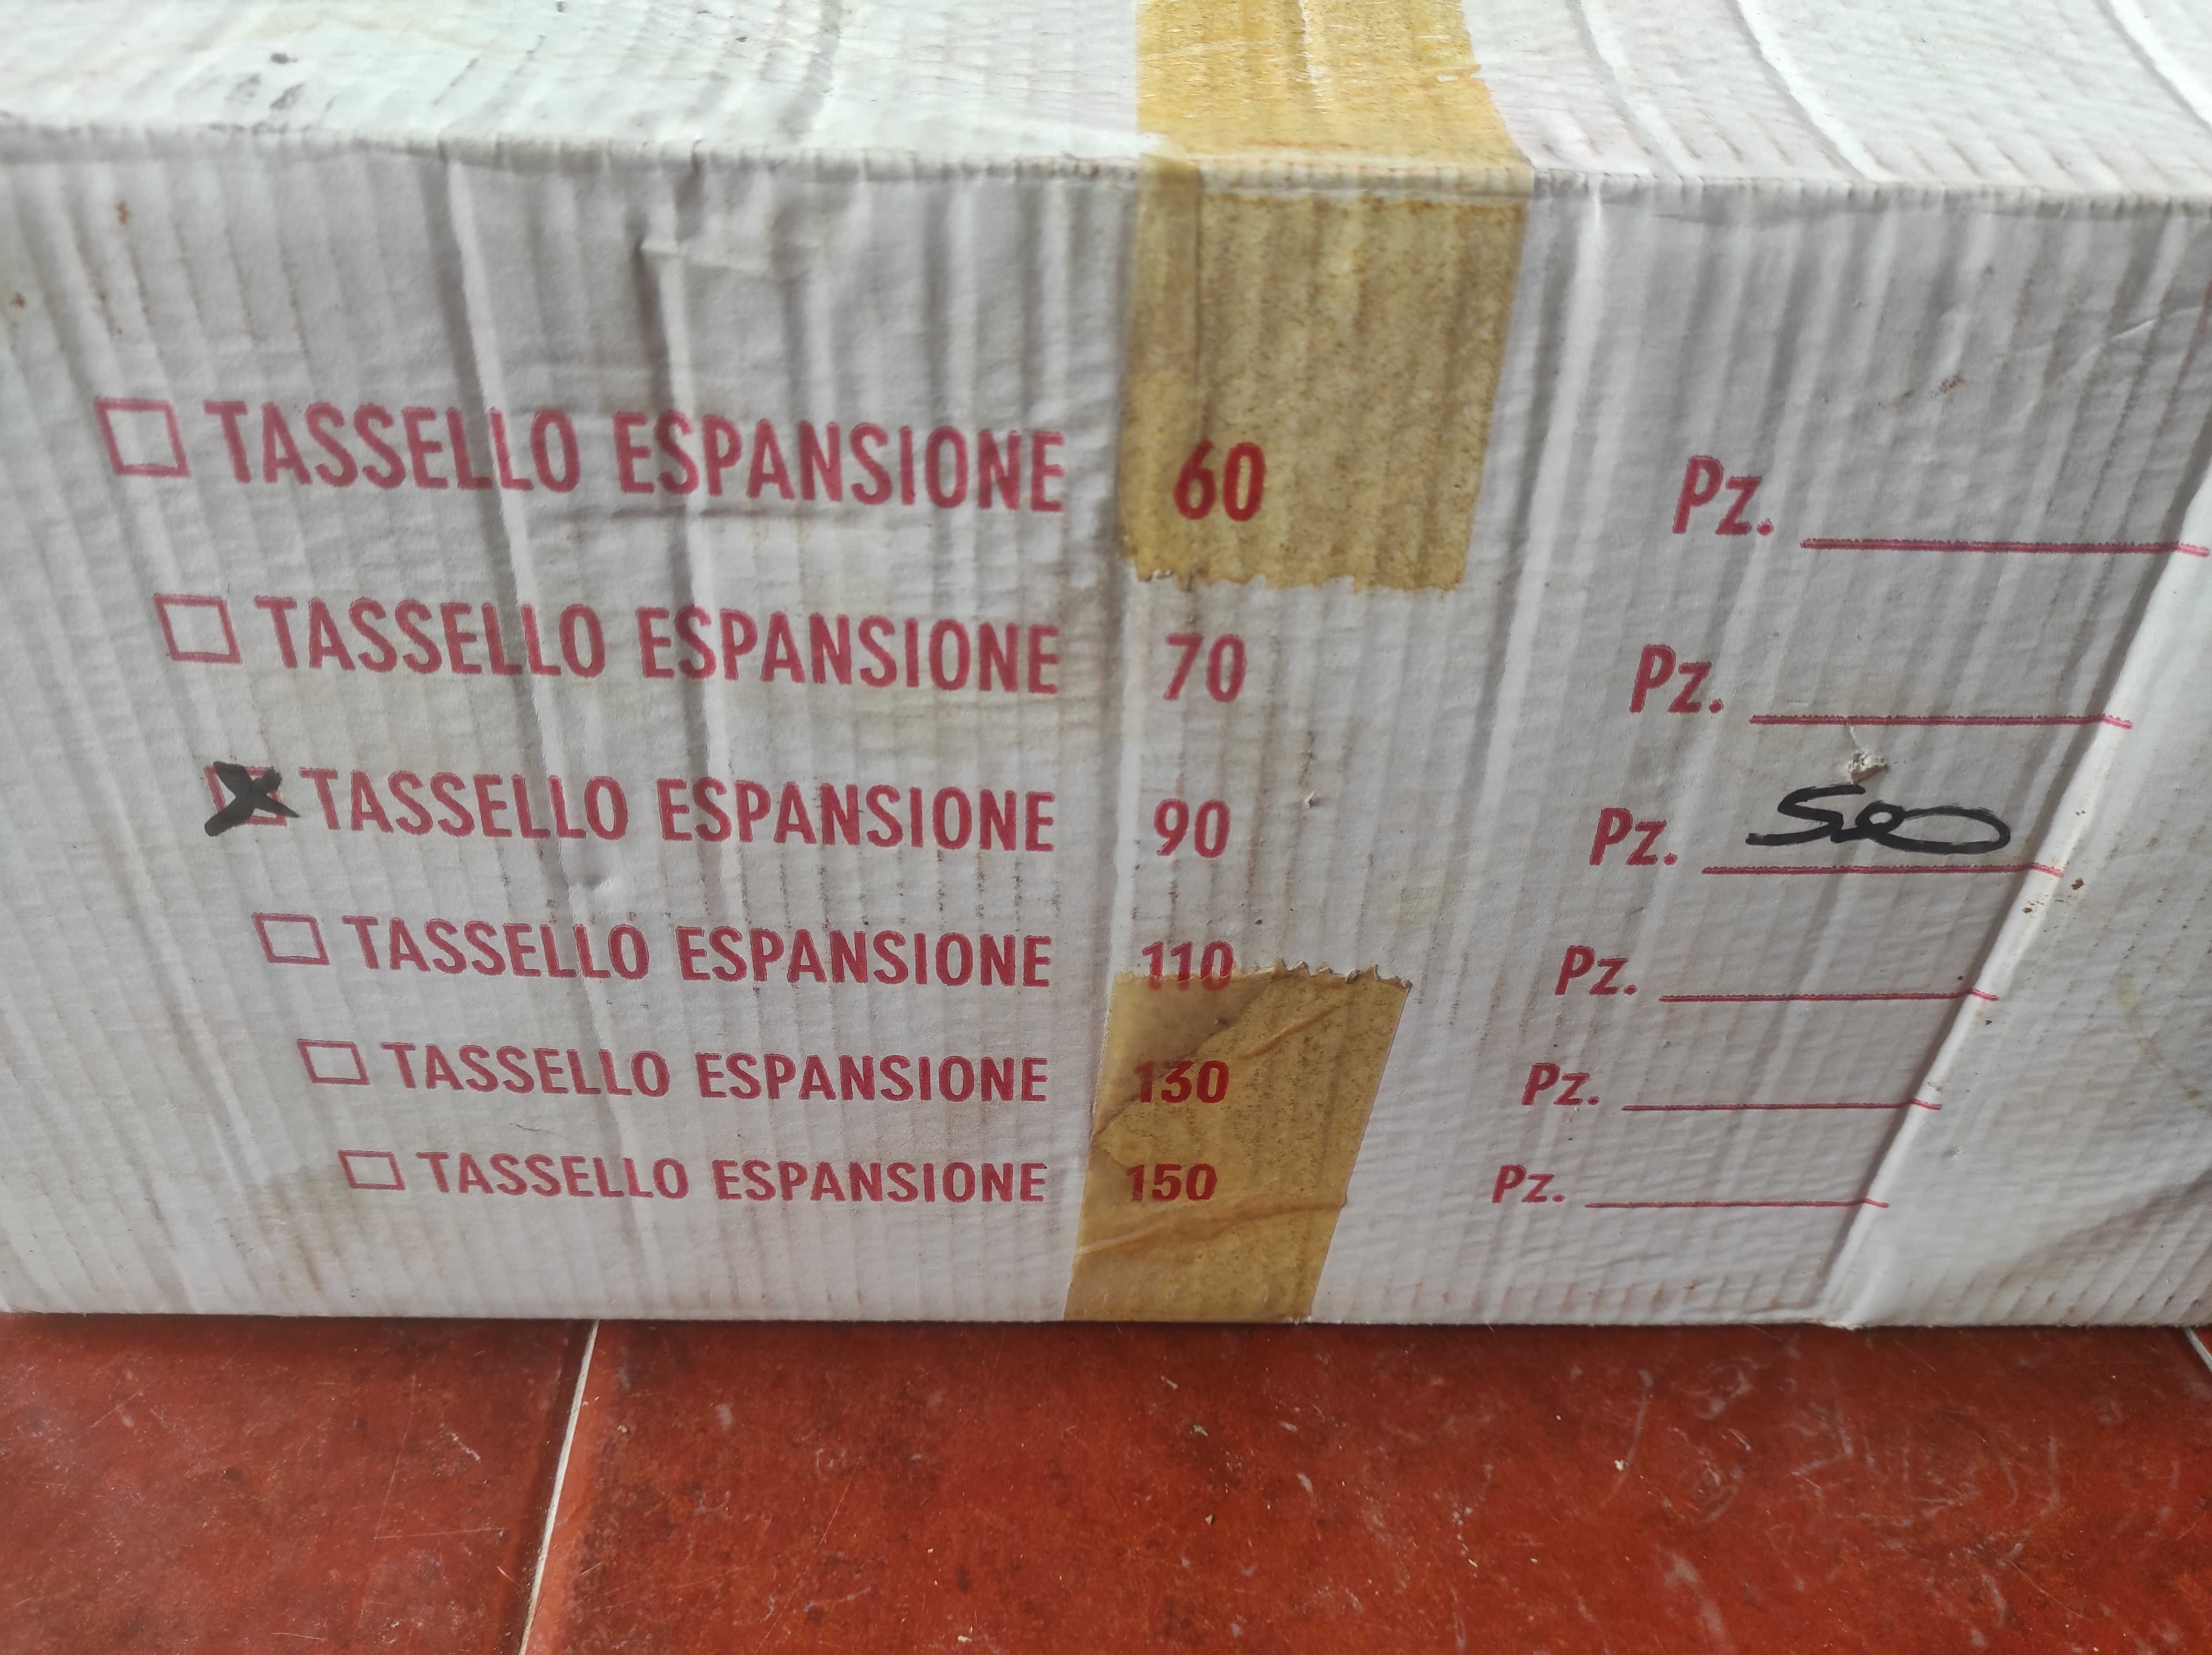 TASSELLO ESPANSIONE 60 Pz.
TASSELLO ESPANSIONE 70 Pz.
TASSELLO ESPANSIONE 90 Pz. 500
TASSELLO ESPANSIONE 110 Pz.
TASSELLO ESPANSIONE 130 Pz.
TASSELLO ESPANSIONE 150 Pz.